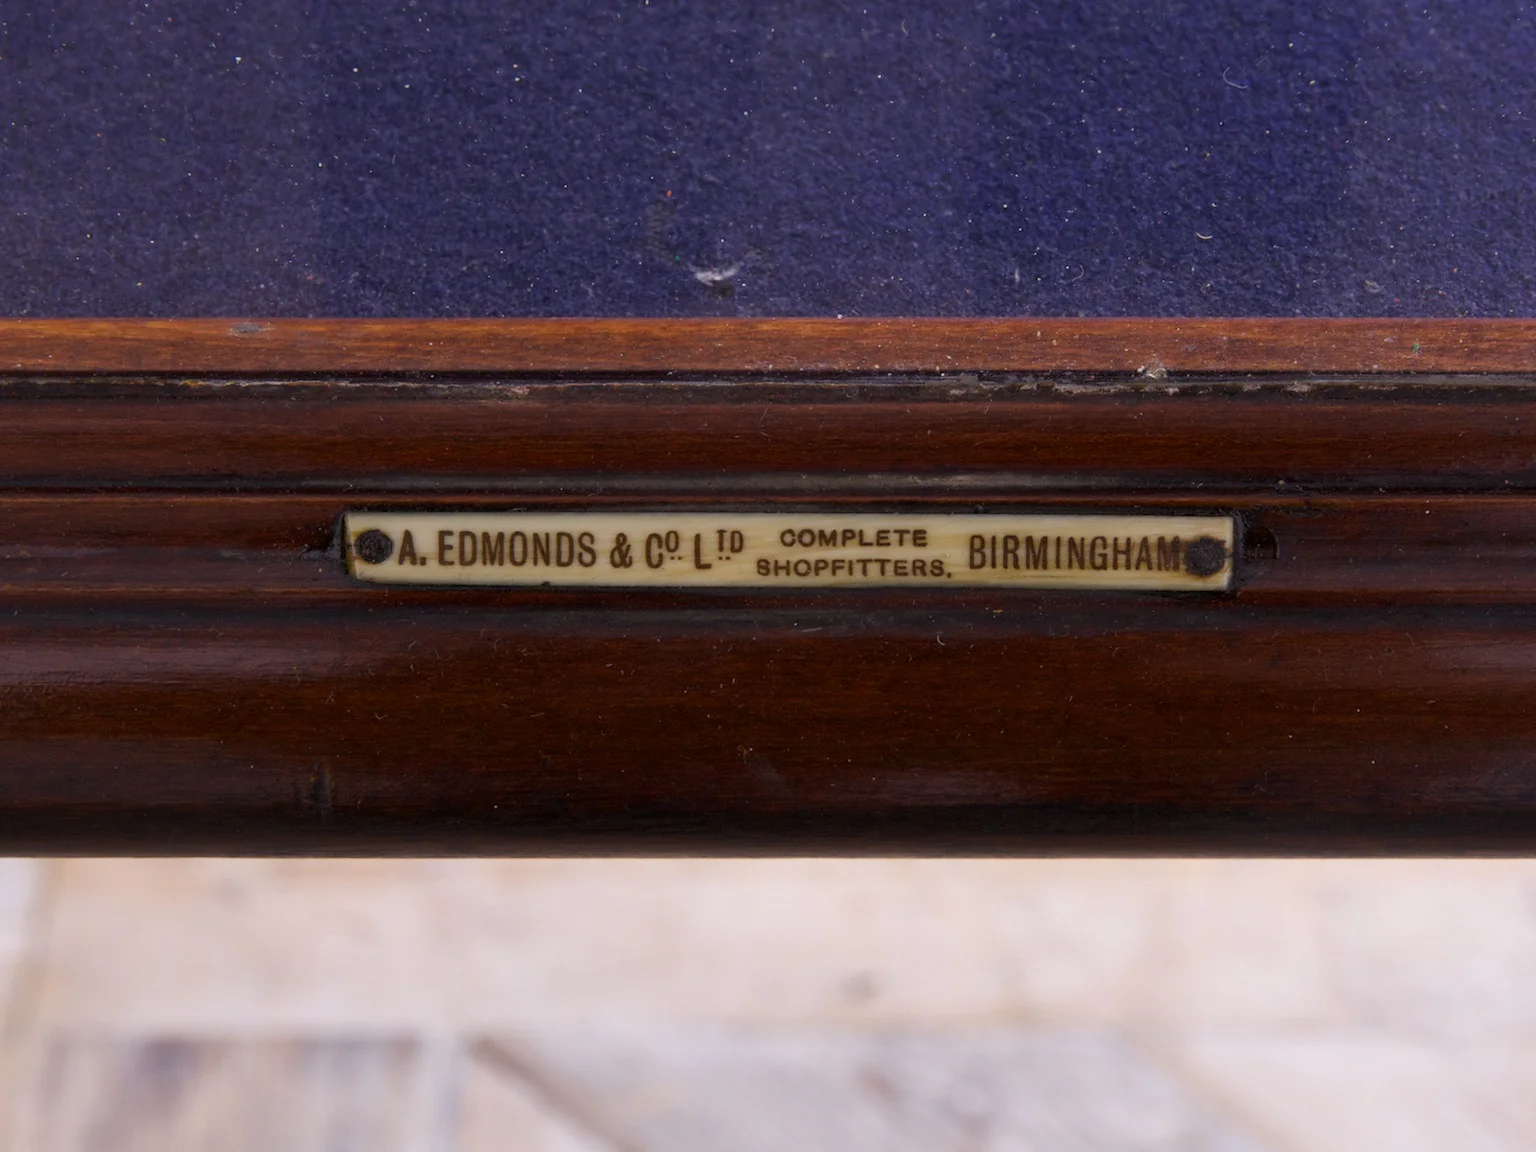 A. EDMONDS & Cº. LTD COMPLETE SHOPFITTERS, BIRMINGHAM